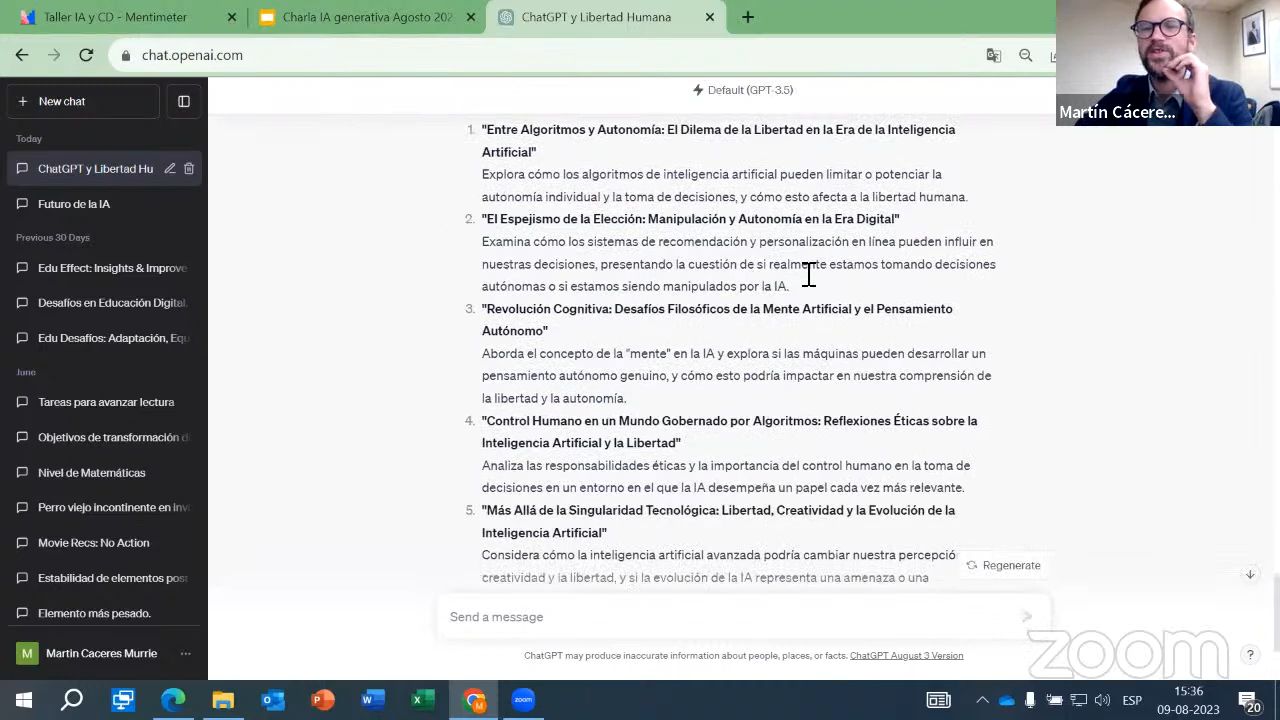 GAntigua Agosto 2023
ChatGPT y Libertad Humana
Default
chat.openai.com
Martín Cácere...
New chat
Default (GPT-3.5)
Today
ChatGPT y Libertad Hu
Futuro de la IA
Previous 30 Days
Edu Effect: Insights & Improve
Desafíos en Educación Digital
Edu Desafíos: Adaptación, Equ
June
Tareas para avanzar lectura
Objetivos de transformación d
Nivel de Matemáticas
Perro viejo incontinente en inv
Movie Recs: No Action
Estabilidad de elementos pos
Elemento más pesado.
Martin Caceres Murrie
1. "Entre Algoritmos y Autonomía: El Dilema de la Libertad en la Era de la Inteligencia
Artificial"
Explora cómo los algoritmos de inteligencia artificial pueden limitar o potenciar la
autonomía individual y la toma de decisiones, y cómo esto afecta a la libertad humana.
2. "El Espejismo de la Elección: Manipulación y Autonomía en la Era Digital"
Examina cómo los sistemas de recomendación y personalización en línea pueden influir en
nuestras decisiones, presentando la cuestión de si realmente estamos tomando decisiones
autónomas o si estamos siendo manipulados por la IA.
3. "Revolución Cognitiva: Desafíos Filosóficos de la Mente Artificial y el Pensamiento
Autónomo"
Aborda el concepto de la "mente" en la IA y explora si las máquinas pueden desarrollar un
pensamiento autónomo genuino, y cómo esto podría impactar en nuestra comprensión de
la libertad y la autonomía.
4. "Control Humano en un Mundo Gobernado por Algoritmos: Reflexiones Éticas sobre la
Inteligencia Artificial y la Libertad"
Analiza las responsabilidades éticas y la importancia del control humano en la toma de
decisiones en un entorno en el que la IA desempeña un papel cada vez más relevante.
5. "Más Allá de la Singularidad Tecnológica: Libertad, Creatividad y la Evolución de la
Inteligencia Artificial"
Considera cómo la inteligencia artificial avanzada podría cambiar nuestra percepció
creatividad y la libertad, y si la evolución de la IA representa una amenaza o una
Regenerate
Send a message
ChatGPT may produce inaccurate information about people, places, or facts. ChatGPT August 3 Version
?
zoom
zoom
ESP
15:36
09-08-2023
20